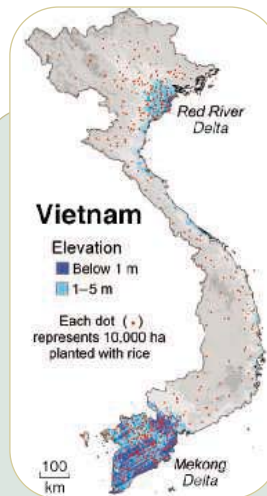 Red River
Delta
Vietnam
Elevation
Below 1 m
1–5 m
Each dot ( )
represents 10,000 ha
planted with rice
100
km
Mekong
Delta